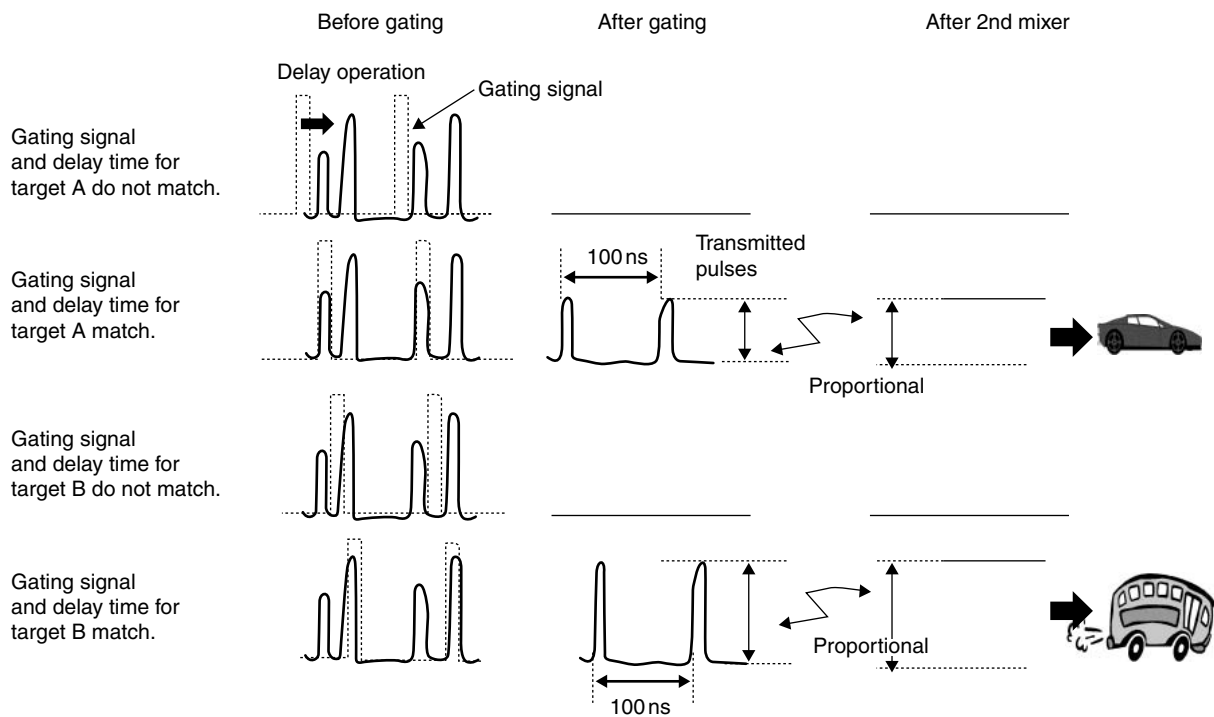 Before gating
After gating
After 2nd mixer
Delay operation
Gating signal
Gating signal
and delay time for
target A do not match.
Gating signal
and delay time for
target A match.
100 ns
Transmitted
pulses
Proportional
Gating signal
and delay time for
target B do not match.
Gating signal
and delay time for
target B match.
Proportional
100 ns